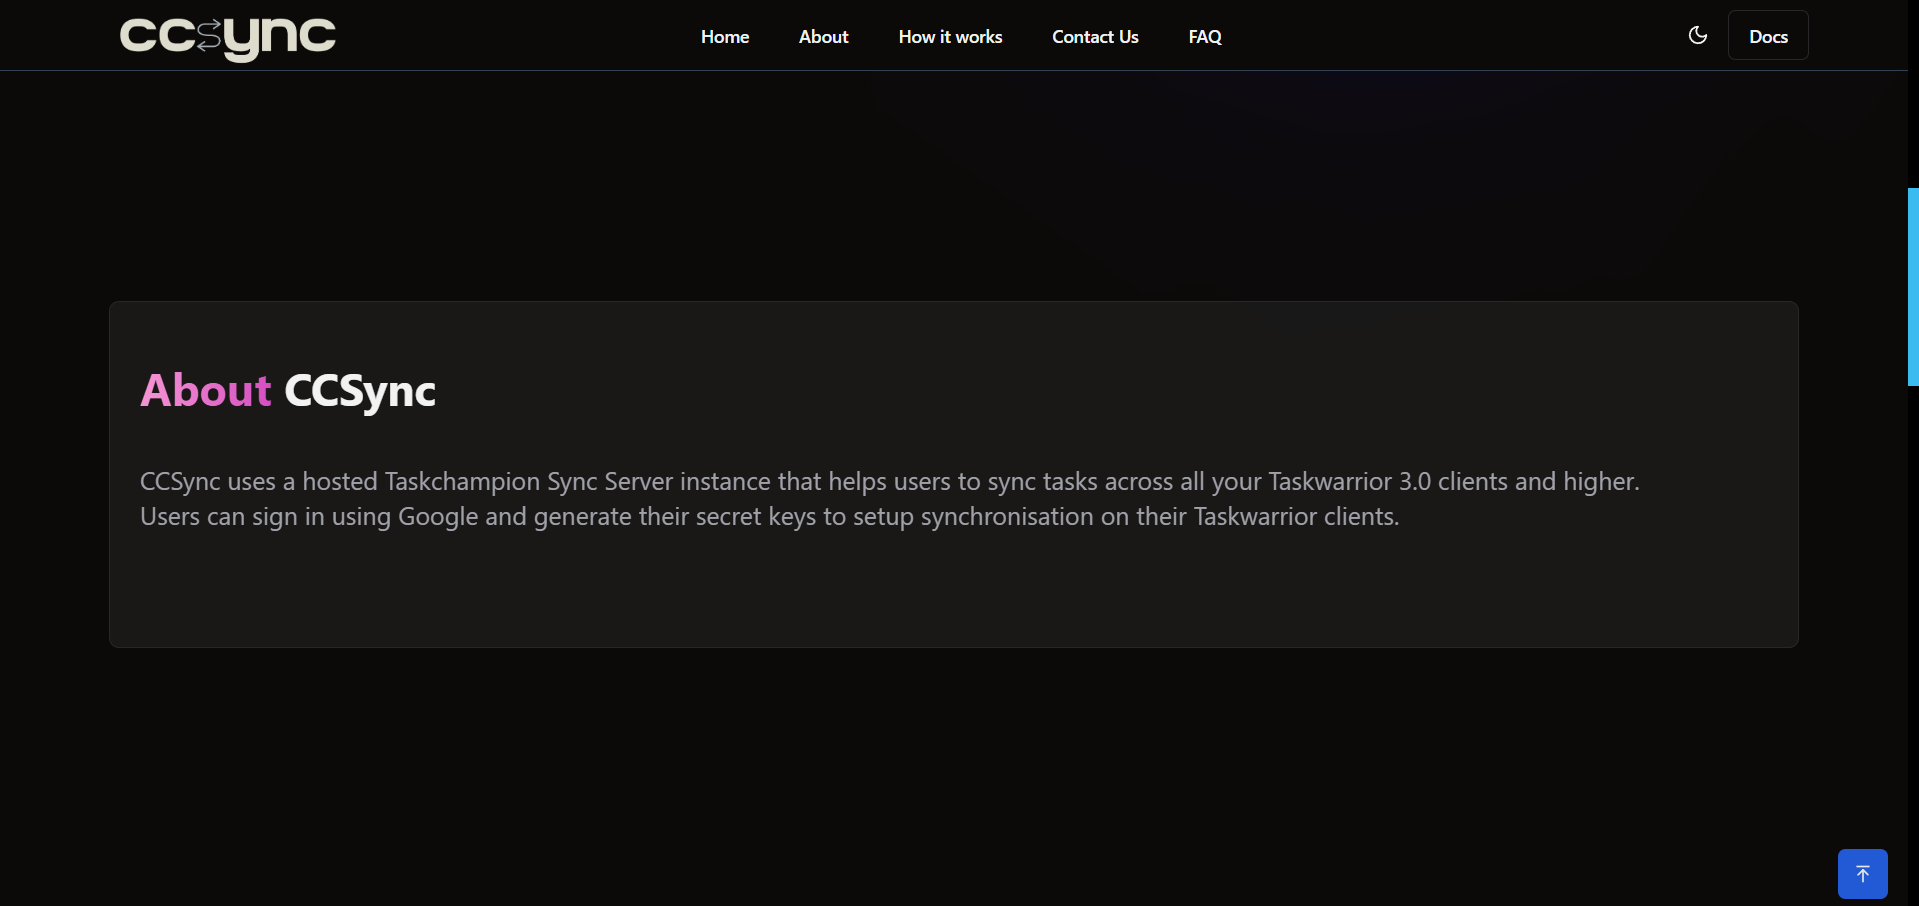 ccsync
Home About How it works Contact Us FAQ Docs
About CCSync
CCSync uses a hosted Taskchampion Sync Server instance that helps users to sync tasks across all your Taskwarrior 3.0 clients and higher.
Users can sign in using Google and generate their secret keys to setup synchronisation on their Taskwarrior clients.